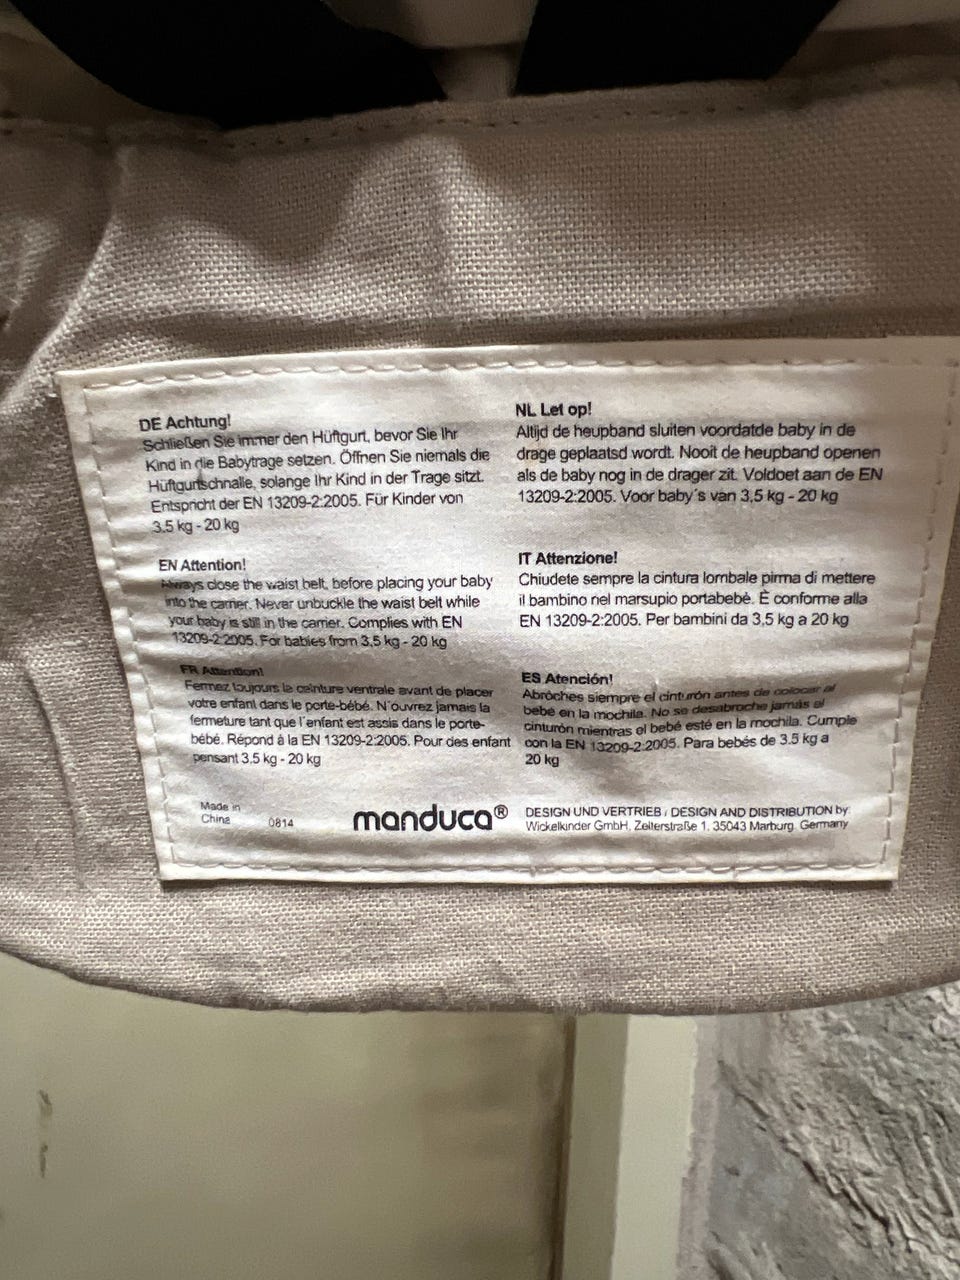 DE Achtung!
Schließen Sie immer den Hüftgurt, bevor Sie Ihr
Kind in die Babytrage setzen. Öffnen Sie niemals die
Hüftgurtschnalle, solange Ihr Kind in der Trage sitzt.
Entspricht der EN 13209-2:2005. Für Kinder von
3.5 kg - 20 kg
EN Attention!
Always close the waist belt, before placing your baby
into the carrier. Never unbuckle the waist belt while
your baby is still in the carrier. Complies with EN
13209-2:2005. For babies from 3.5 kg - 20 kg
FR Attention!
Fermez toujours la ceinture ventrale avant de placer
votre enfant dans le porte-bébé. N'ouvrez jamais la
fermeture tant que l'enfant est assis dans le porte-
bébé. Répond à la EN 13209-2:2005. Pour des enfant
pensant 3.5 kg - 20 kg
NL Let op!
Altijd de heupband sluiten voordatde baby in de
drage geplaatsd wordt. Nooit de heupband openen
als de baby nog in de drager zit. Voldoet aan de EN
13209-2:2005. Voor baby´s van 3,5 kg - 20 kg
IT Attenzione!
Chiudete sempre la cintura lombale pirma di mettere
il bambino nel marsupio portabebè. È conforme alla
EN 13209-2:2005. Per bambini da 3,5 kg a 20 kg
ES Atención!
Abróches siempre el cinturón antes de colocar al
bebé en la mochila. No se desabroche jamás el
cinturón mientras el bebé esté en la mochila. Cumple
con la EN 13209-2:2005. Para bebés de 3.5 kg a
20 kg
Made in
China
0814
manduca®
DESIGN UND VERTRIEB / DESIGN AND DISTRIBUTION by:
Wickelkinder GmbH, Zeilerstraße 1, 35043 Marburg, Germany